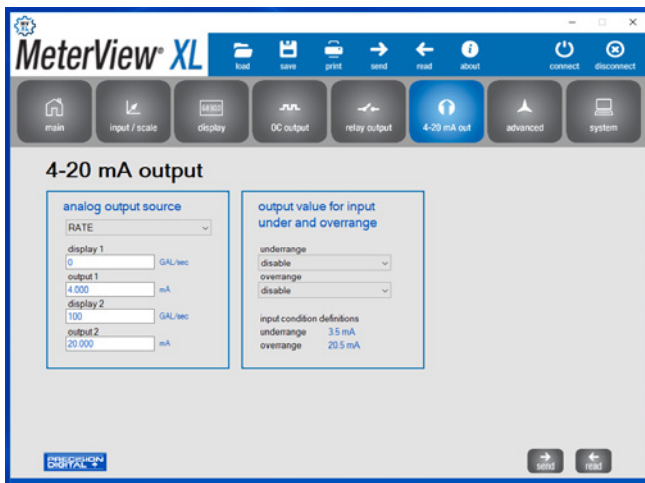 MeterView® XL
load save print send read about connect disconnect
main input / scale display OC output relay output 4-20 mA out advanced system
4-20 mA output
analog output source
RATE
display 1
0 GAL/sec
output 1
4.000 mA
display 2
100 GAL/sec
output 2
20.000 mA
output value for input
under and overrange
underrange
disable
overrange
disable
input condition definitions
underrange 3.5 mA
overrange 20.5 mA
PRECISION
DIGITAL
send read